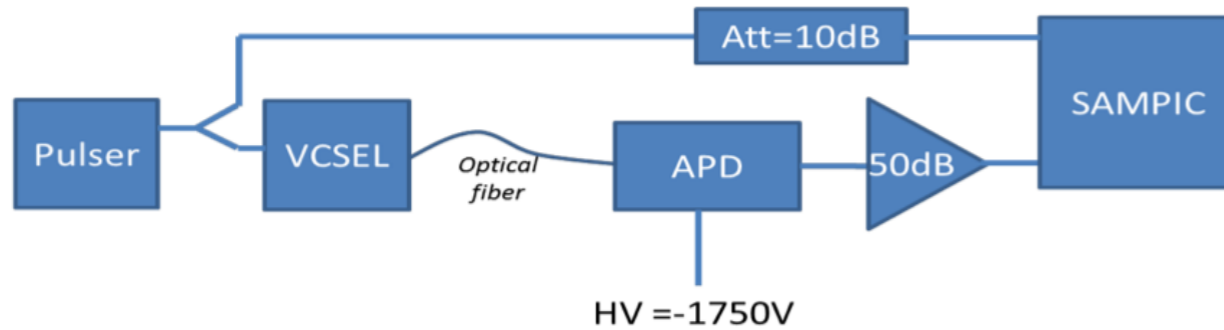 Att=10dB
SAMPIC
Pulser
VCSEL
Optical
fiber
APD
50dB
HV =-1750V